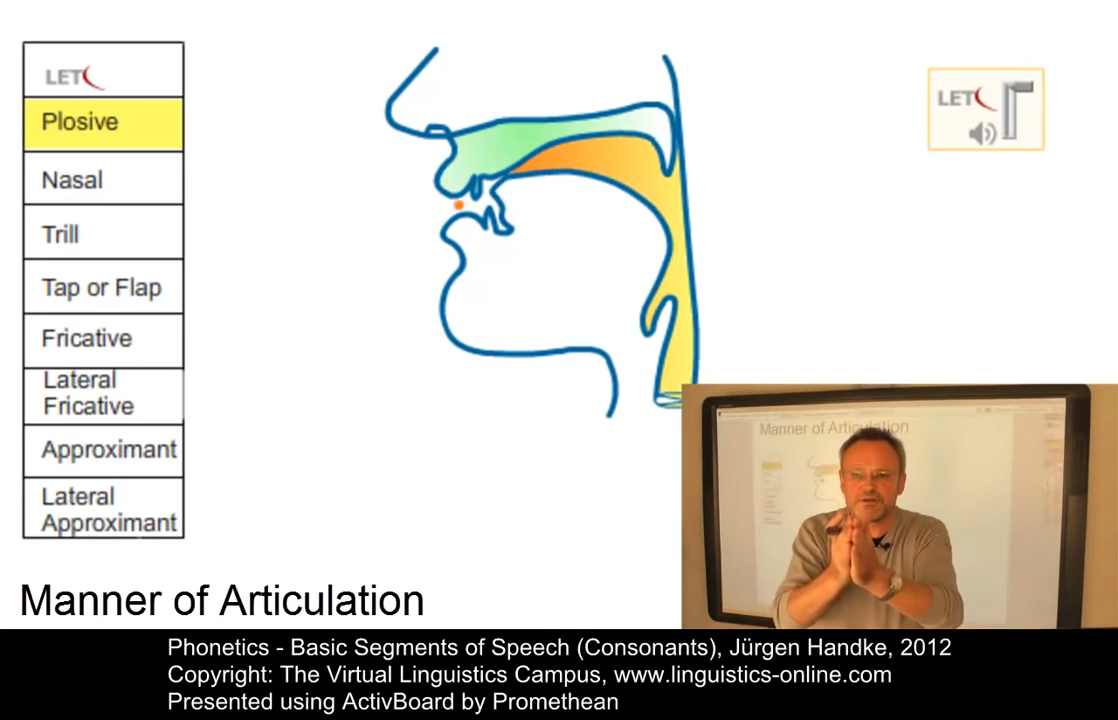 LET
Plosive
Nasal
Trill
Tap or Flap
Fricative
Lateral
Fricative
Approximant
Lateral
Approximant
LET
Manner of Articulation
Manner of Articulation
Phonetics - Basic Segments of Speech (Consonants), Jürgen Handke, 2012
Copyright: The Virtual Linguistics Campus, www.linguistics-online.com
Presented using ActivBoard by Promethean